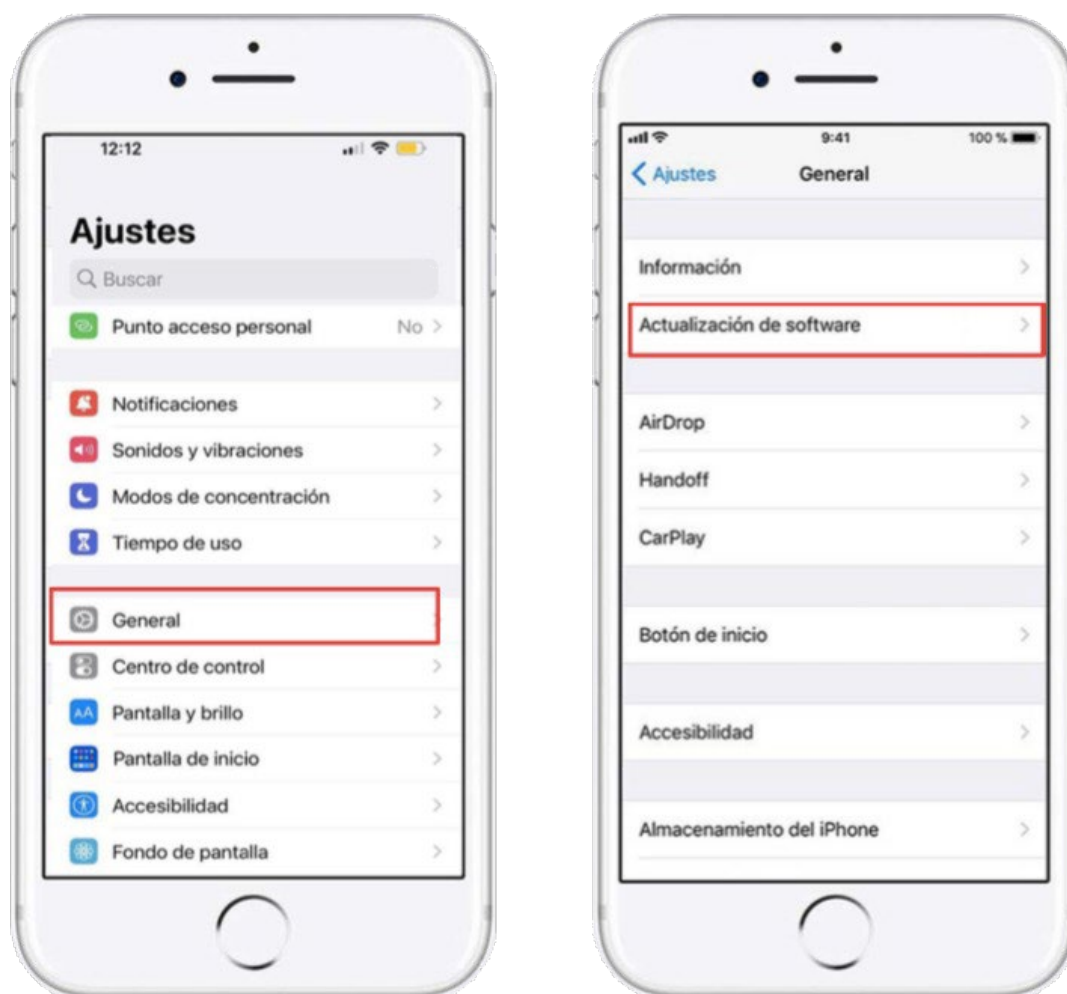 12:12
Ajustes
Buscar
Punto acceso personal No
Notificaciones
Sonidos y vibraciones
Modos de concentración
Tiempo de uso
General
Centro de control
AA Pantalla y brillo
Pantalla de inicio
Accesibilidad
Fondo de pantalla
9:41 100 %
Ajustes General
Información
Actualización de software
AirDrop
Handoff
CarPlay
Botón de inicio
Accesibilidad
Almacenamiento del iPhone